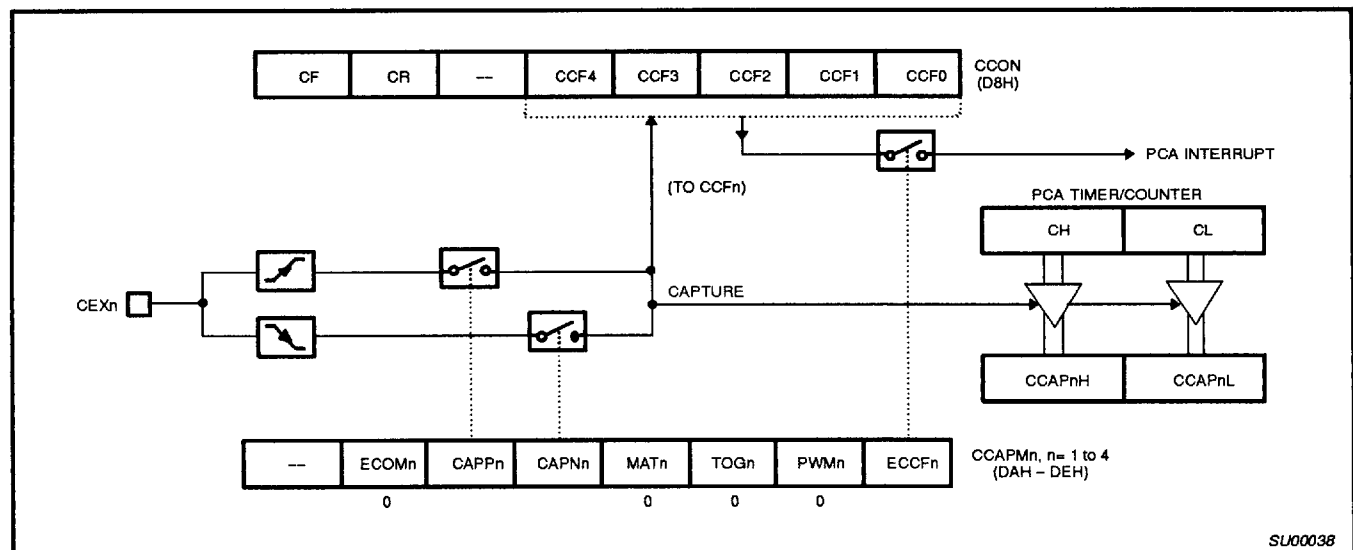 CF CR -- CCF4 CCF3 CCF2 CCF1 CCF0 CCON
(D8H)
PCA INTERRUPT
(TO CCFn)
PCA TIMER/COUNTER
CH CL
CEXn
CAPTURE
CCAPnH CCAPnL
-- ECOMn CAPPn CAPNn MATn TOGn PWMn ECCFn CCAPMn, n= 1 to 4
(DAH – DEH)
0 0 0 0
SU00038